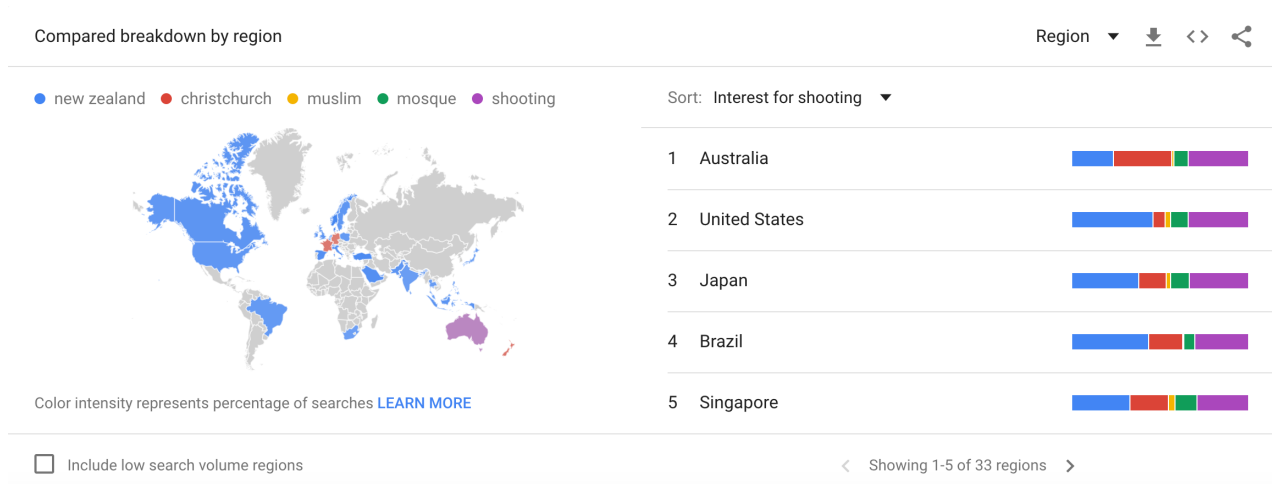 Compared breakdown by region
Region
new zealand christchurch muslim mosque shooting
Sort: Interest for shooting
1 Australia
2 United States
3 Japan
4 Brazil
5 Singapore
Color intensity represents percentage of searches LEARN MORE
Include low search volume regions
Showing 1-5 of 33 regions